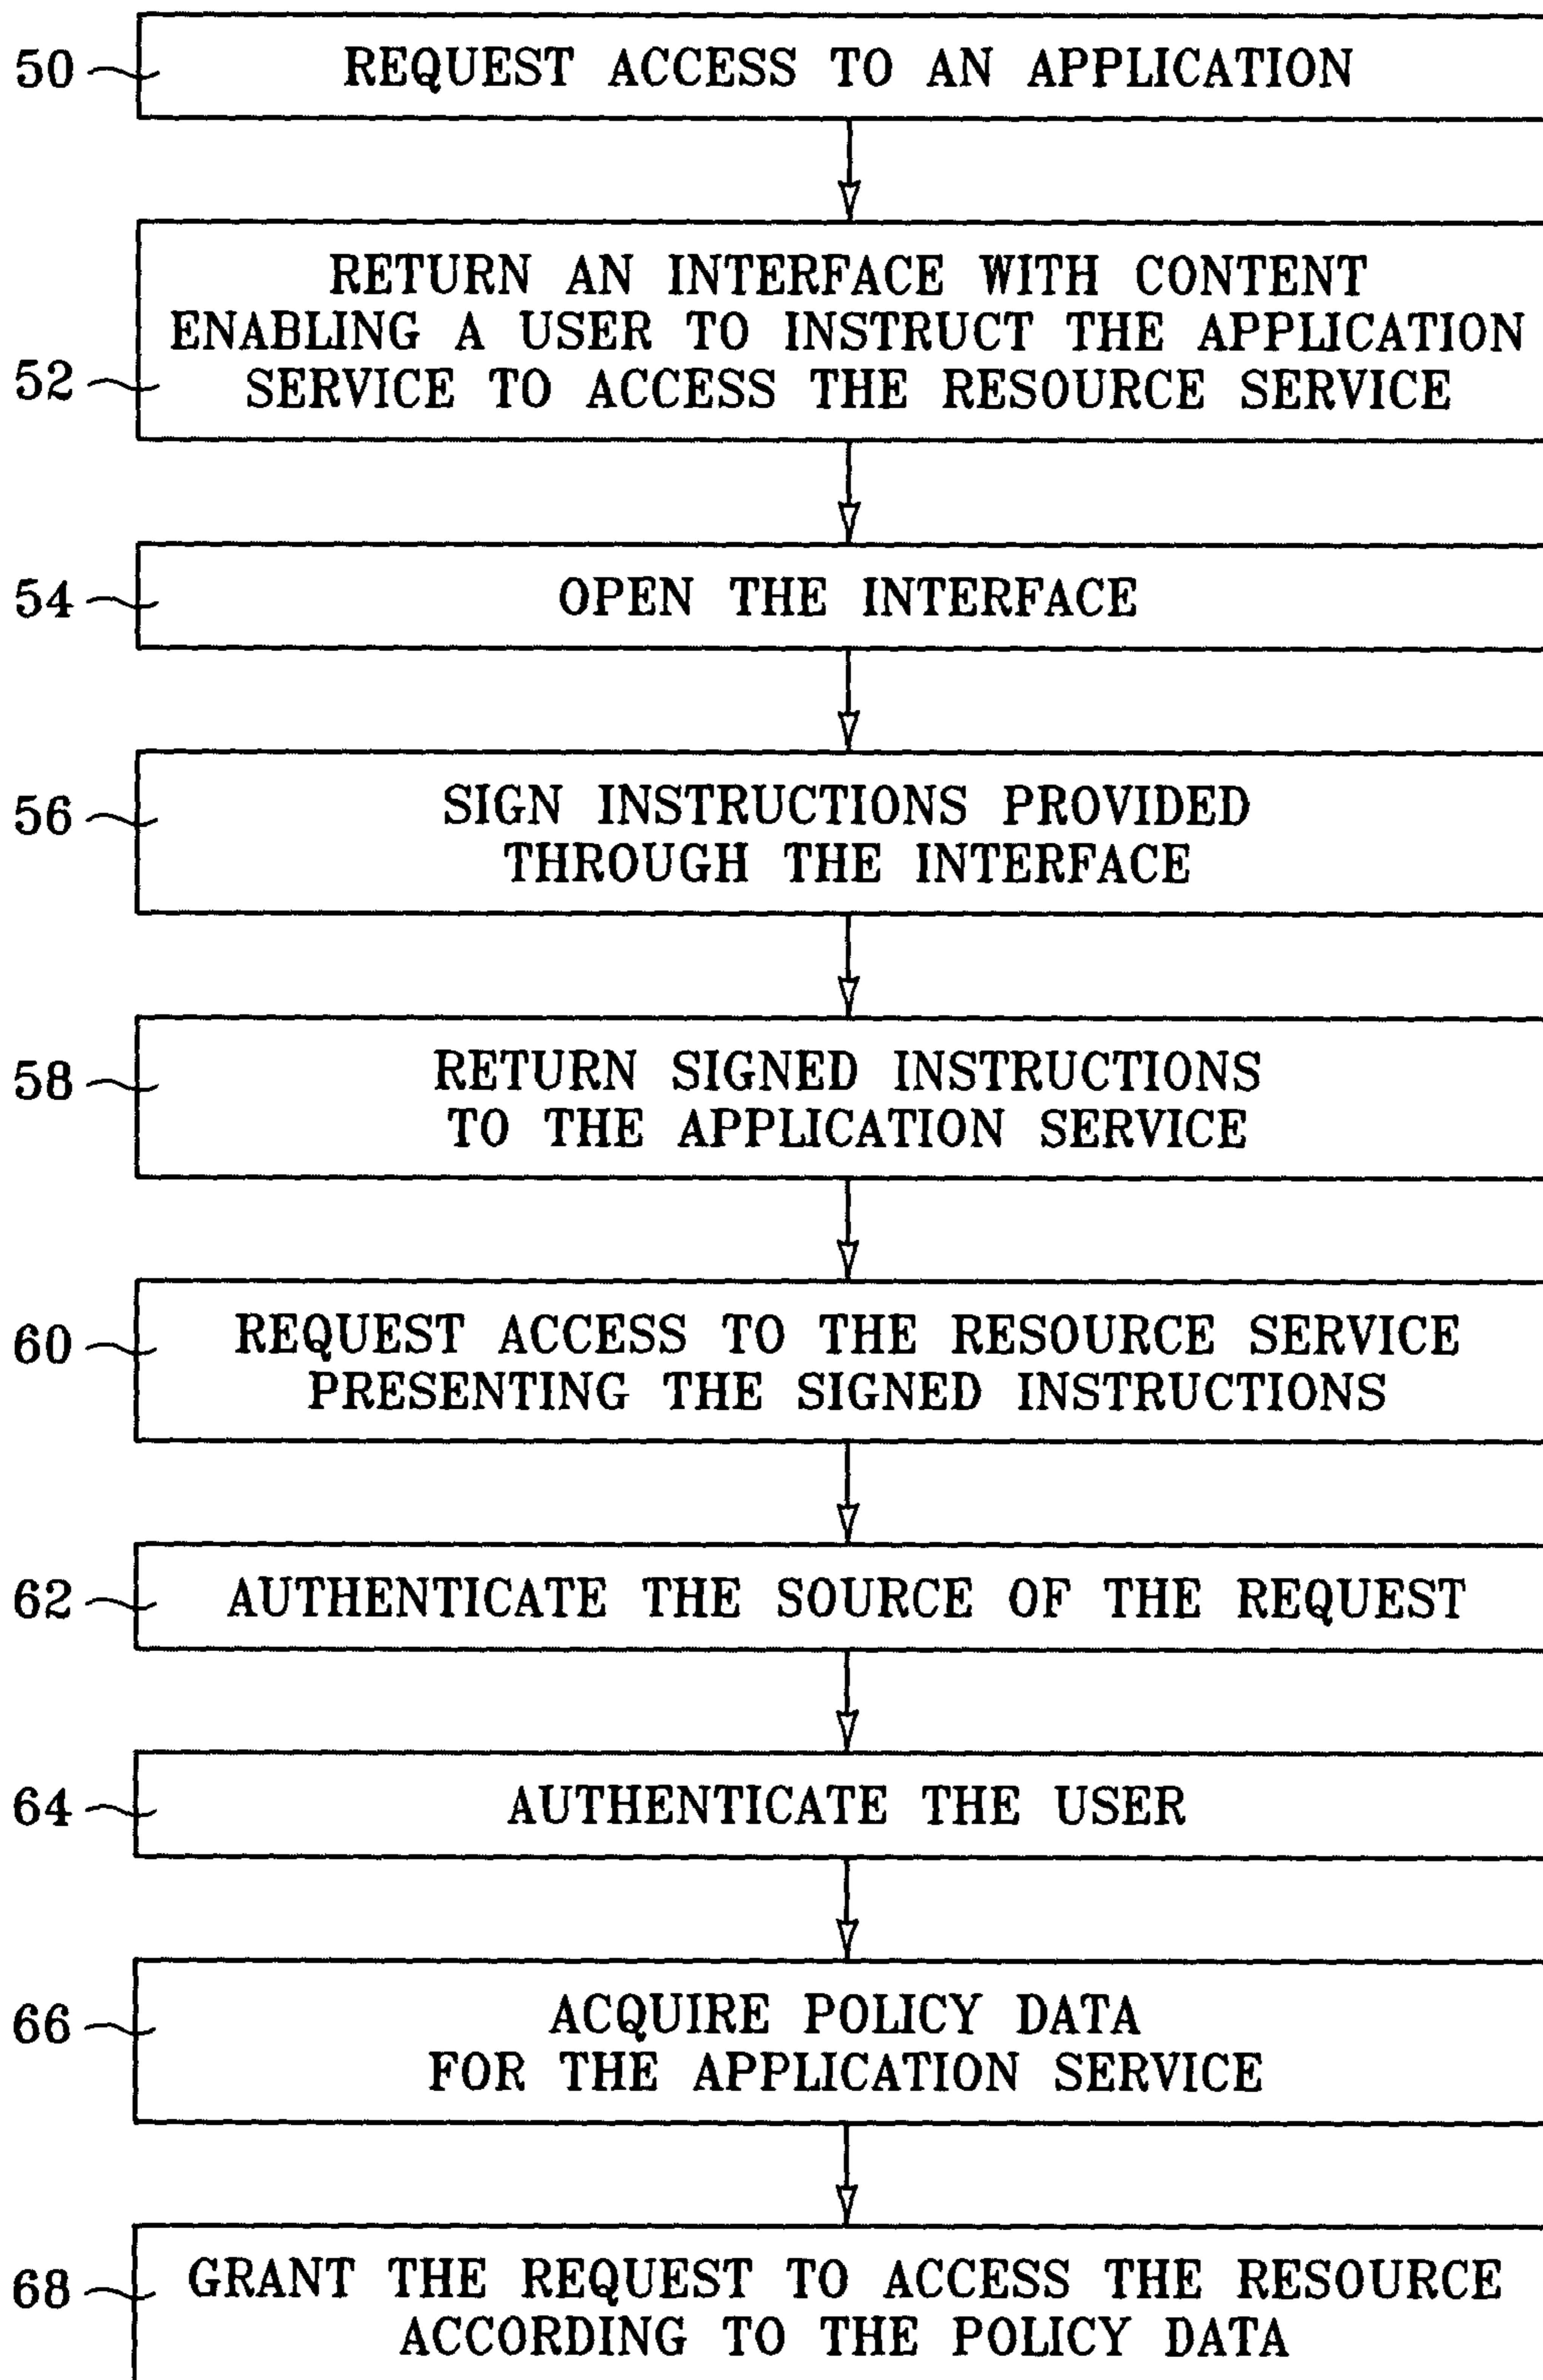 50 REQUEST ACCESS TO AN APPLICATION
RETURN AN INTERFACE WITH CONTENT
ENABLING A USER TO INSTRUCT THE APPLICATION
52 SERVICE TO ACCESS THE RESOURCE SERVICE
54 OPEN THE INTERFACE
56 SIGN INSTRUCTIONS PROVIDED
THROUGH THE INTERFACE
58 RETURN SIGNED INSTRUCTIONS
TO THE APPLICATION SERVICE
60 REQUEST ACCESS TO THE RESOURCE SERVICE
PRESENTING THE SIGNED INSTRUCTIONS
62 AUTHENTICATE THE SOURCE OF THE REQUEST
64 AUTHENTICATE THE USER
66 ACQUIRE POLICY DATA
FOR THE APPLICATION SERVICE
68 GRANT THE REQUEST TO ACCESS THE RESOURCE
ACCORDING TO THE POLICY DATA